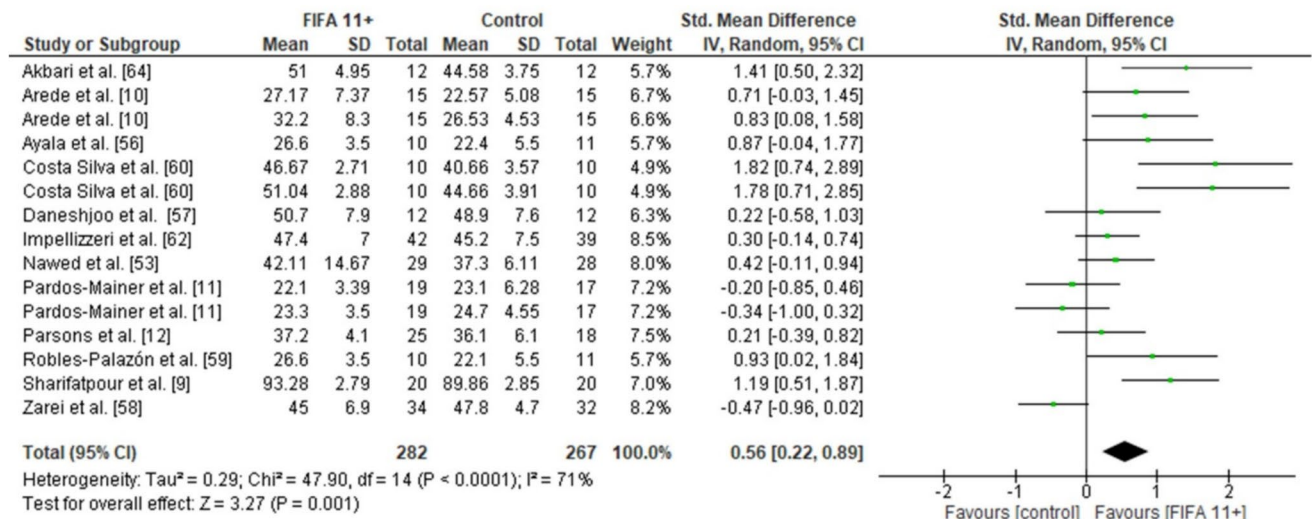 FIFA 11+ Control Std. Mean Difference Std. Mean Difference
Study or Subgroup Mean SD Total Mean SD Total Weight IV, Random, 95% CI IV, Random, 95% CI
Akbari et al. [64] 51 4.95 12 44.58 3.75 12 5.7% 1.41 [0.50, 2.32]
Arede et al. [10] 27.17 7.37 15 22.57 5.08 15 6.7% 0.71 [-0.03, 1.45]
Arede et al. [10] 32.2 8.3 15 26.53 4.53 15 6.6% 0.83 [0.08, 1.58]
Ayala et al. [56] 26.6 3.5 10 22.4 5.5 11 5.7% 0.87 [-0.04, 1.77]
Costa Silva et al. [60] 46.67 2.71 10 40.66 3.57 10 4.9% 1.82 [0.74, 2.89]
Costa Silva et al. [60] 51.04 2.88 10 44.66 3.91 10 4.9% 1.78 [0.71, 2.85]
Daneshjoo et al. [57] 50.7 7.9 12 48.9 7.6 12 6.3% 0.22 [-0.58, 1.03]
Impellizzeri et al. [62] 47.4 7 42 45.2 7.5 39 8.5% 0.30 [-0.14, 0.74]
Nawed et al. [53] 42.11 14.67 29 37.3 6.11 28 8.0% 0.42 [-0.11, 0.94]
Pardos-Mainer et al. [11] 22.1 3.39 19 23.1 6.28 17 7.2% -0.20 [-0.85, 0.46]
Pardos-Mainer et al. [11] 23.3 3.5 19 24.7 4.55 17 7.2% -0.34 [-1.00, 0.32]
Parsons et al. [12] 37.2 4.1 25 36.1 6.1 18 7.5% 0.21 [-0.39, 0.82]
Robles-Palazón et al. [59] 26.6 3.5 10 22.1 5.5 11 5.7% 0.93 [0.02, 1.84]
Sharifatpour et al. [9] 93.28 2.79 20 89.86 2.85 20 7.0% 1.19 [0.51, 1.87]
Zarei et al. [58] 45 6.9 34 47.8 4.7 32 8.2% -0.47 [-0.96, 0.02]
Total (95% CI) 282 267 100.0% 0.56 [0.22, 0.89]
Heterogeneity: Tau² = 0.29; Chi² = 47.90, df = 14 (P < 0.0001); I² = 71%
Test for overall effect: Z = 3.27 (P = 0.001)
-2 -1 0 1 2
Favours [control] Favours [FIFA 11+]